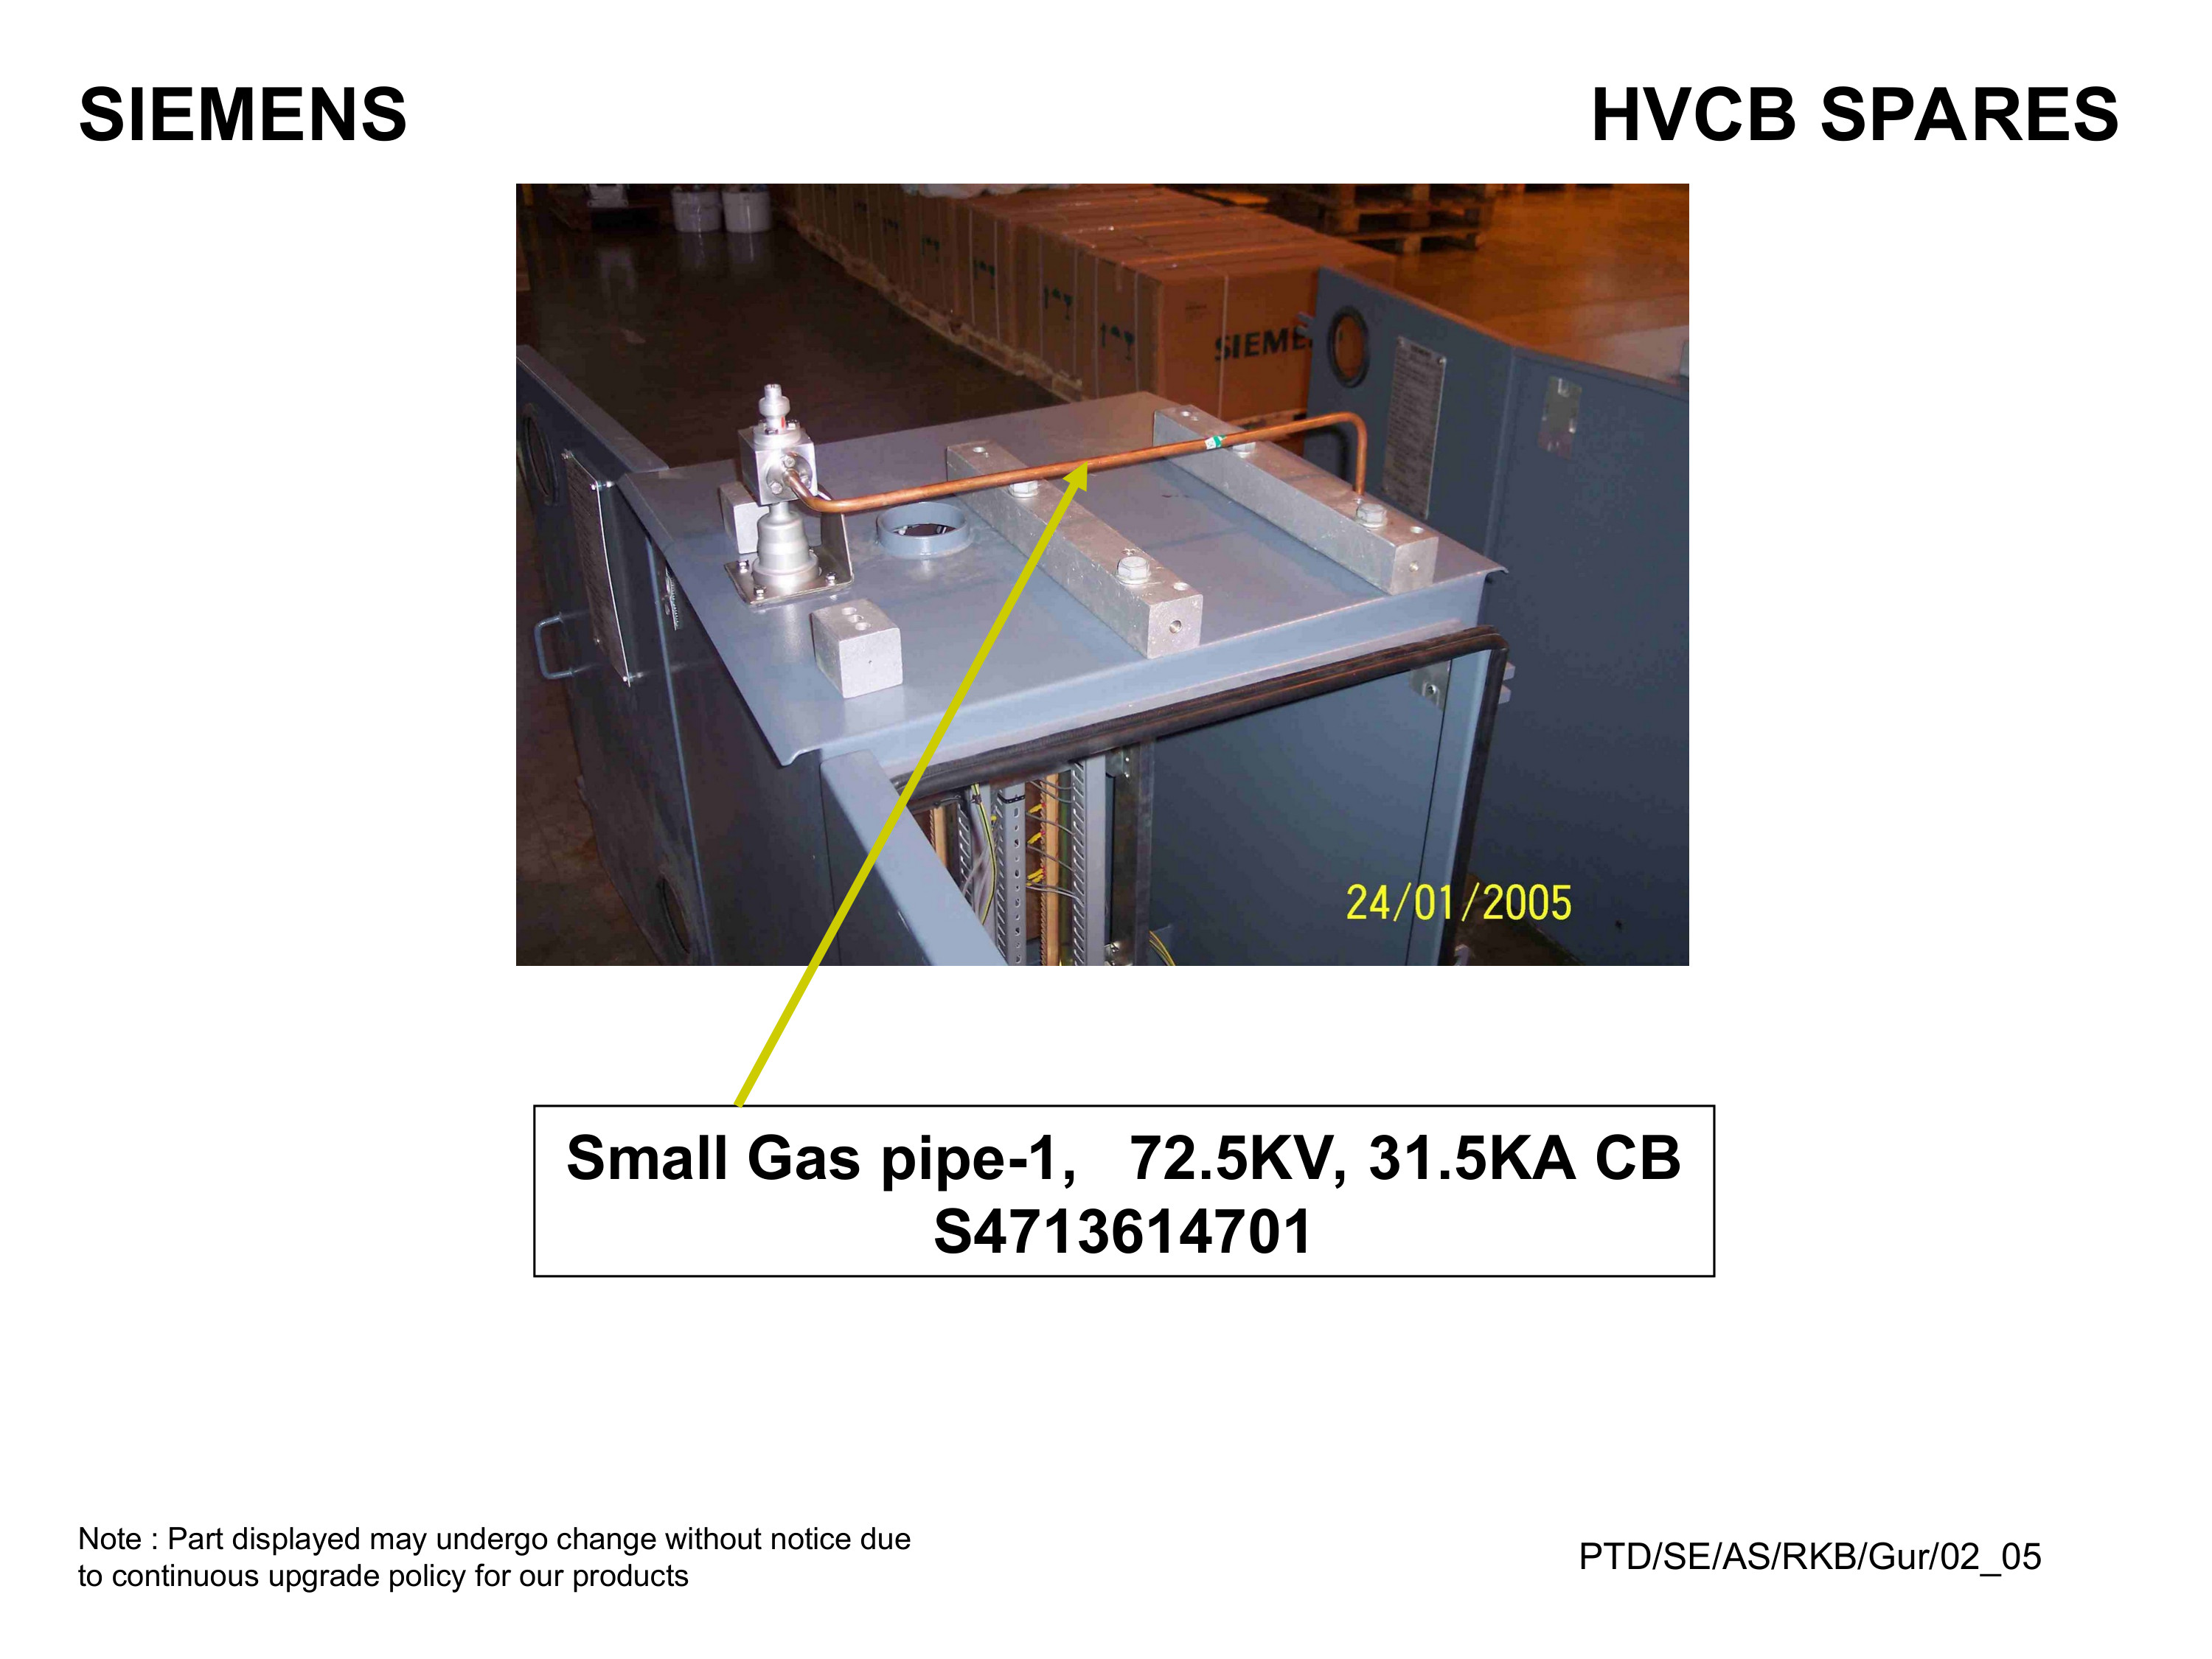 SIEMENS
HVCB SPARES
SIEME
24/01/2005
Small Gas pipe-1, 72.5KV, 31.5KA CB
S4713614701
Note : Part displayed may undergo change without notice due
to continuous upgrade policy for our products
PTD/SE/AS/RKB/Gur/02_05